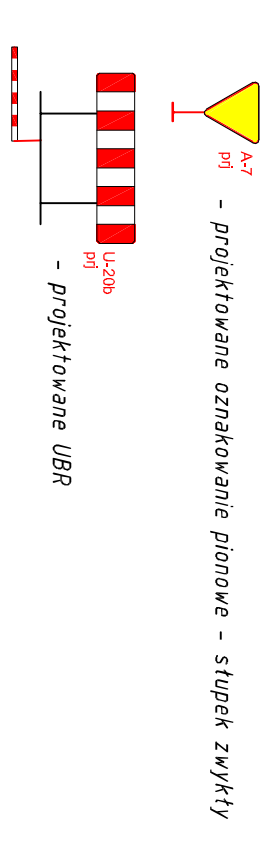 A-7
prj
- projektowane oznakowanie pionowe - słupek zwykły
U-20b
prj
- projektowane UBR